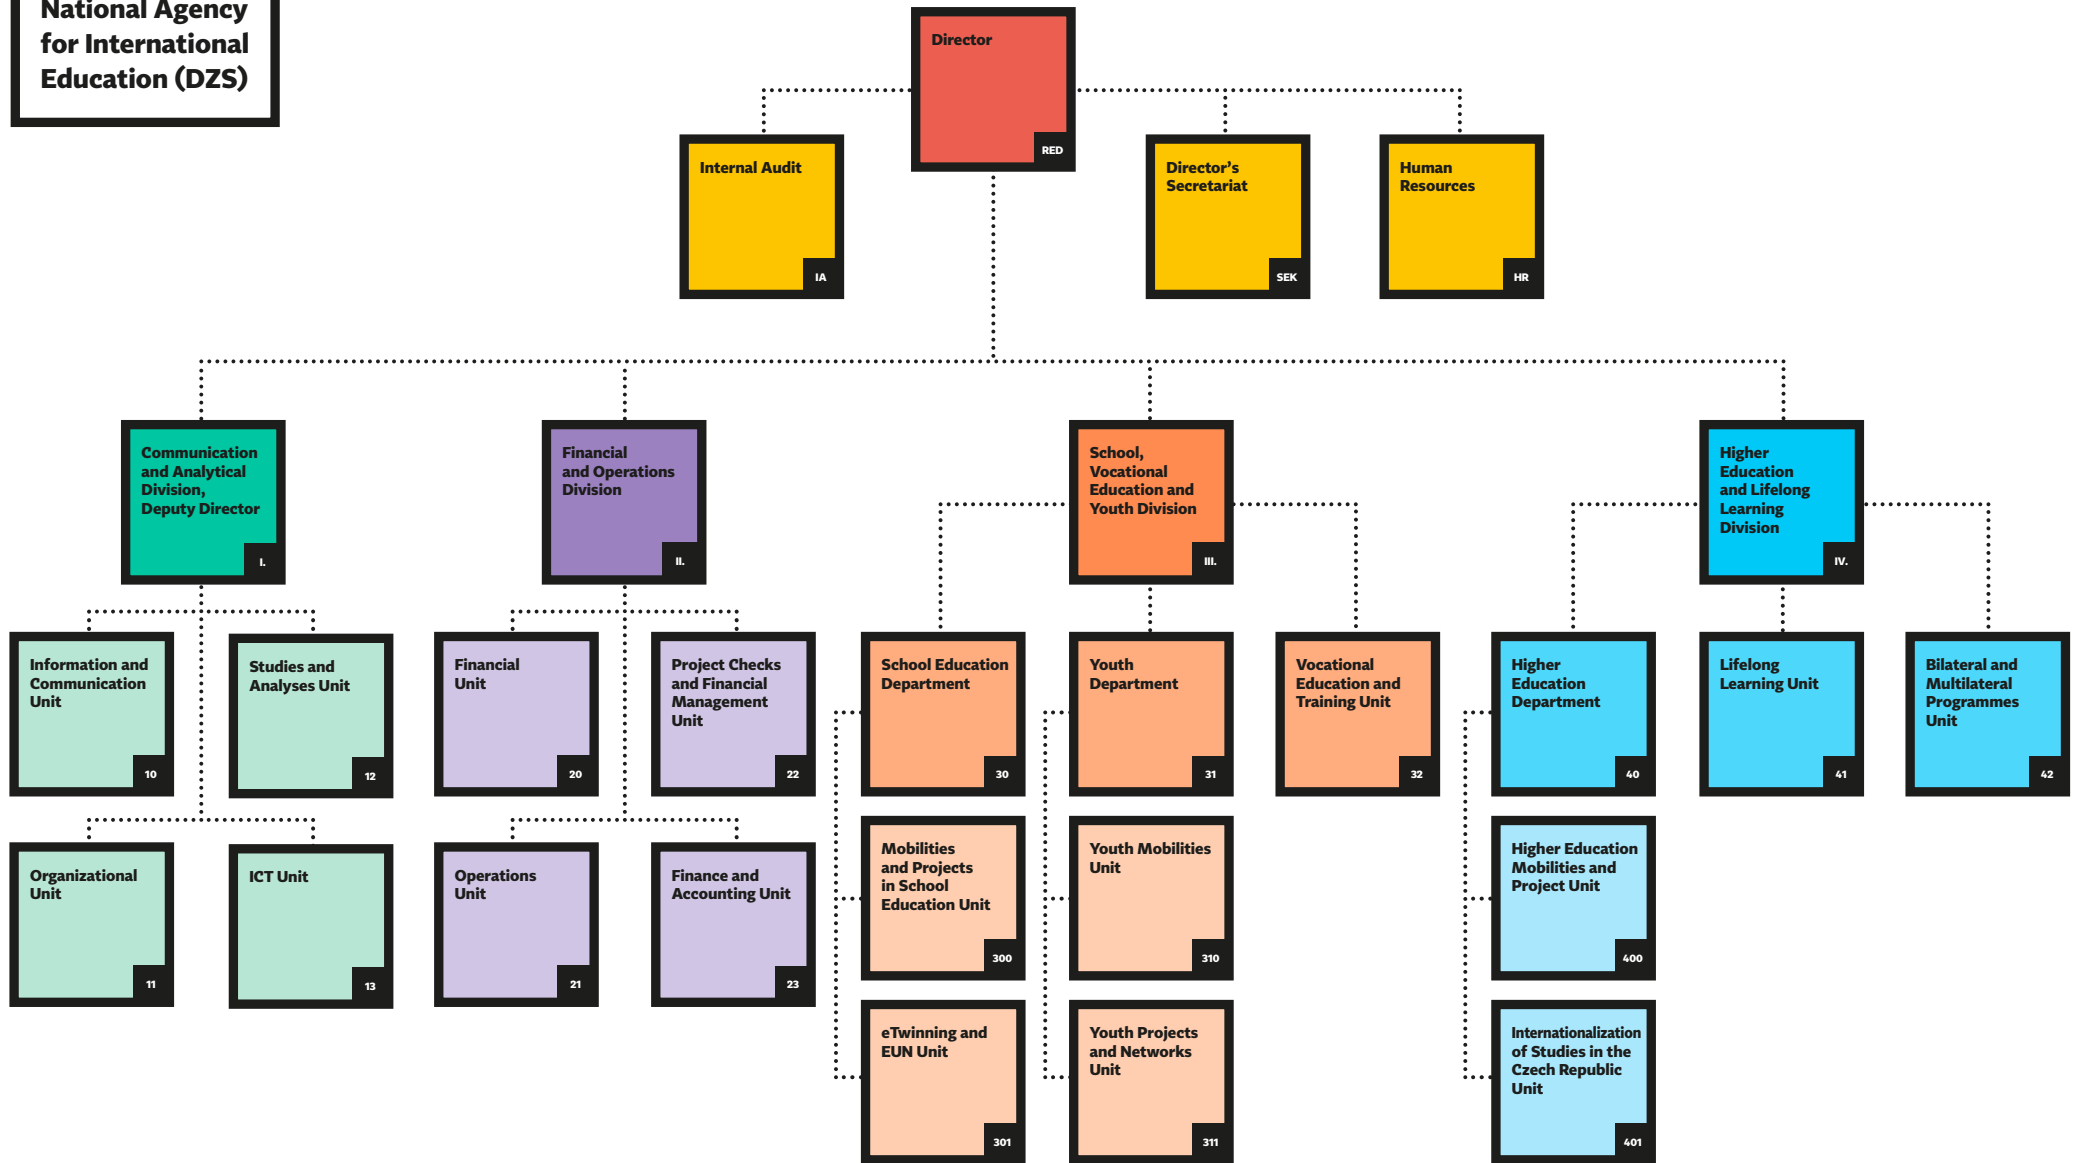 National Agency
for International
Education (DZS)
Director
RED
Internal Audit
IA
Director’s
Secretariat
SEK
Human
Resources
HR
Communication
and Analytical
Division,
Deputy Director
I.
Financial
and Operations
Division
II.
School,
Vocational
Education and
Youth Division
III.
Higher
Education
and Lifelong
Learning
Division
IV.
Information and
Communication
Unit
10
Studies and
Analyses Unit
12
Financial
Unit
20
Project Checks
and Financial
Management
Unit
22
School Education
Department
30
Youth
Department
31
Vocational
Education and
Training Unit
32
Higher
Education
Department
40
Lifelong
Learning Unit
41
Bilateral and
Multilateral
Programmes
Unit
42
Organizational
Unit
11
ICT Unit
13
Operations
Unit
21
Finance and
Accounting Unit
23
Mobilities
and Projects
in School
Education Unit
300
Youth Mobilities
Unit
310
Higher Education
Mobilities and
Project Unit
400
eTwinning and
EUN Unit
301
Youth Projects
and Networks
Unit
311
Internationalization
of Studies in the
Czech Republic
Unit
401